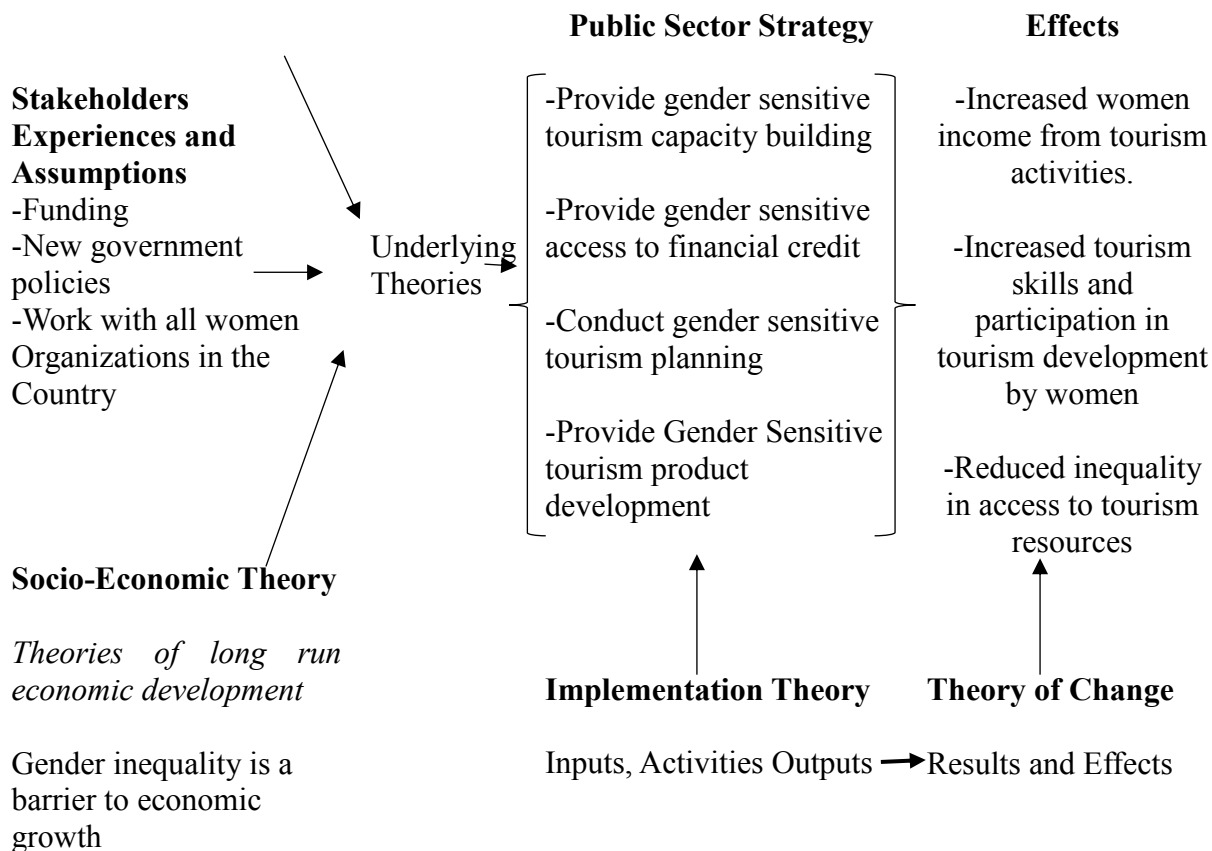 Public Sector Strategy
Effects
Stakeholders
Experiences and
Assumptions
-Funding
-New government
policies
-Work with all women
Organizations in the
Country
Underlying
Theories
-Provide gender sensitive
tourism capacity building
-Provide gender sensitive
access to financial credit
-Conduct gender sensitive
tourism planning
-Provide Gender Sensitive
tourism product
development
-Increased women
income from tourism
activities.
-Increased tourism
skills and
participation in
tourism development
by women
-Reduced inequality
in access to tourism
resources
Socio-Economic Theory
Theories of long run
economic development
Gender inequality is a
barrier to economic
growth
Implementation Theory
Inputs, Activities Outputs
Theory of Change
Results and Effects